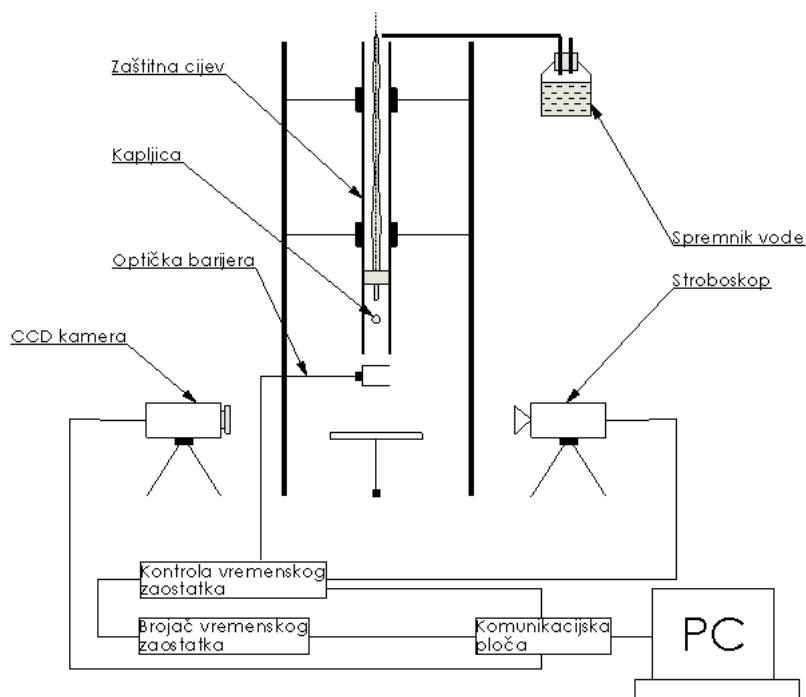 Zaštitna cijev
Kapljica
Optička barijera
CCD kamera
Spremnik vode
Stroboskop
Kontrola vremenskog
zaostatka
Brojač vremenskog
zaostatka
Komunikacijska
ploča
PC